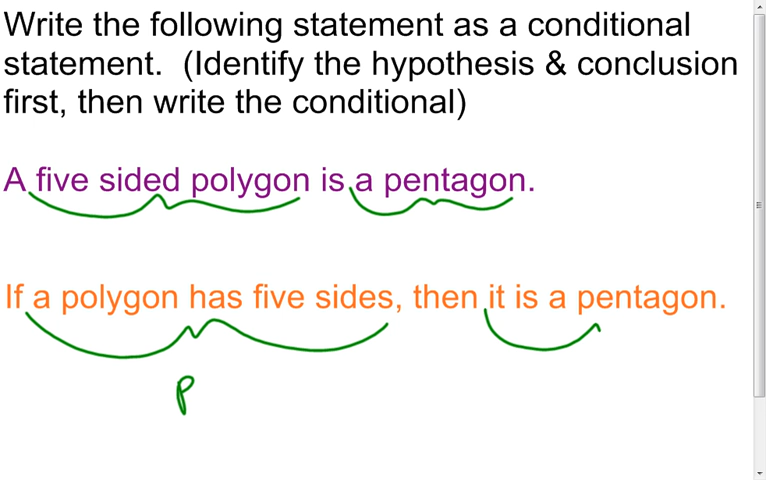 Write the following statement as a conditional
statement.  (Identify the hypothesis & conclusion
first, then write the conditional)
A five sided polygon is a pentagon.
If a polygon has five sides, then it is a pentagon.
P